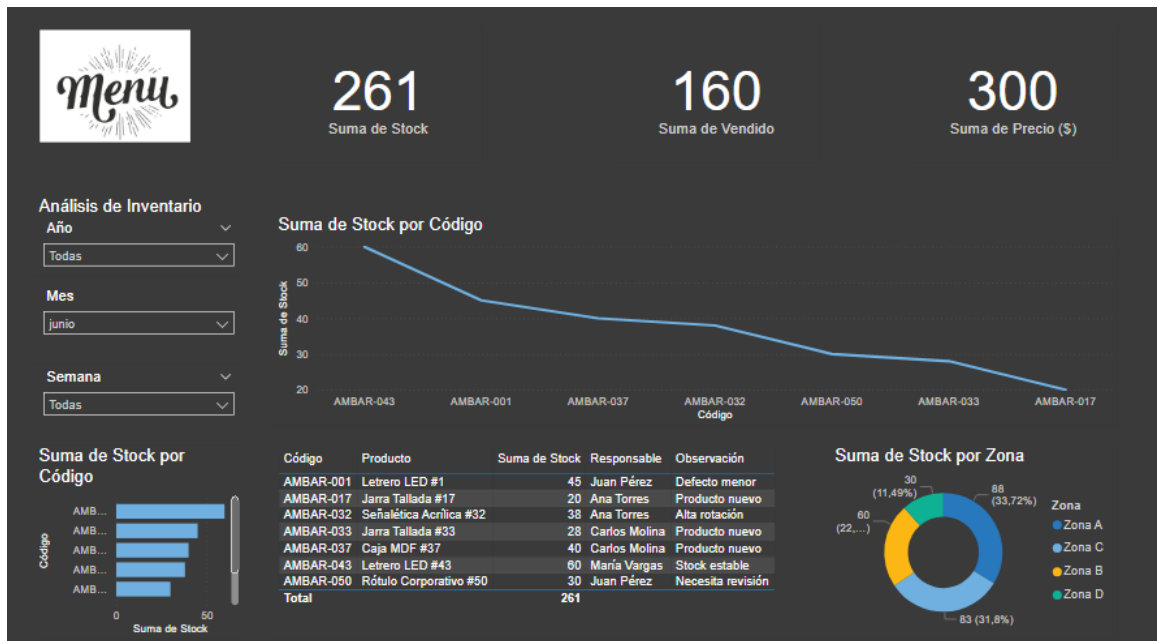 Menu
261
Suma de Stock
160
Suma de Vendido
300
Suma de Precio ($)
Análisis de Inventario
Año
Todas
Mes
junio
Semana
Todas
Suma de Stock por Código
Suma de Stock
60
50
40
30
20
AMBAR-043 AMBAR-001 AMBAR-037 AMBAR-032 AMBAR-050 AMBAR-033 AMBAR-017
Código
Suma de Stock por
Código
Código
AMB...
AMB...
AMB...
AMB...
AMB...
0 50
Suma de Stock
Código Producto Suma de Stock Responsable Observación
AMBAR-001 Letrero LED #1 45 Juan Pérez Defecto menor
AMBAR-017 Jarra Tallada #17 20 Ana Torres Producto nuevo
AMBAR-032 Señalética Acrílica #32 38 Ana Torres Alta rotación
AMBAR-033 Jarra Tallada #33 28 Carlos Molina Producto nuevo
AMBAR-037 Caja MDF #37 40 Carlos Molina Producto nuevo
AMBAR-043 Letrero LED #43 60 María Vargas Stock estable
AMBAR-050 Rótulo Corporativo #50 30 Juan Pérez Necesita revisión
Total 261
Suma de Stock por Zona
30
(11,49%)
88
(33,72%)
60
(22,...)
83 (31,8%)
Zona
Zona A
Zona C
Zona B
Zona D